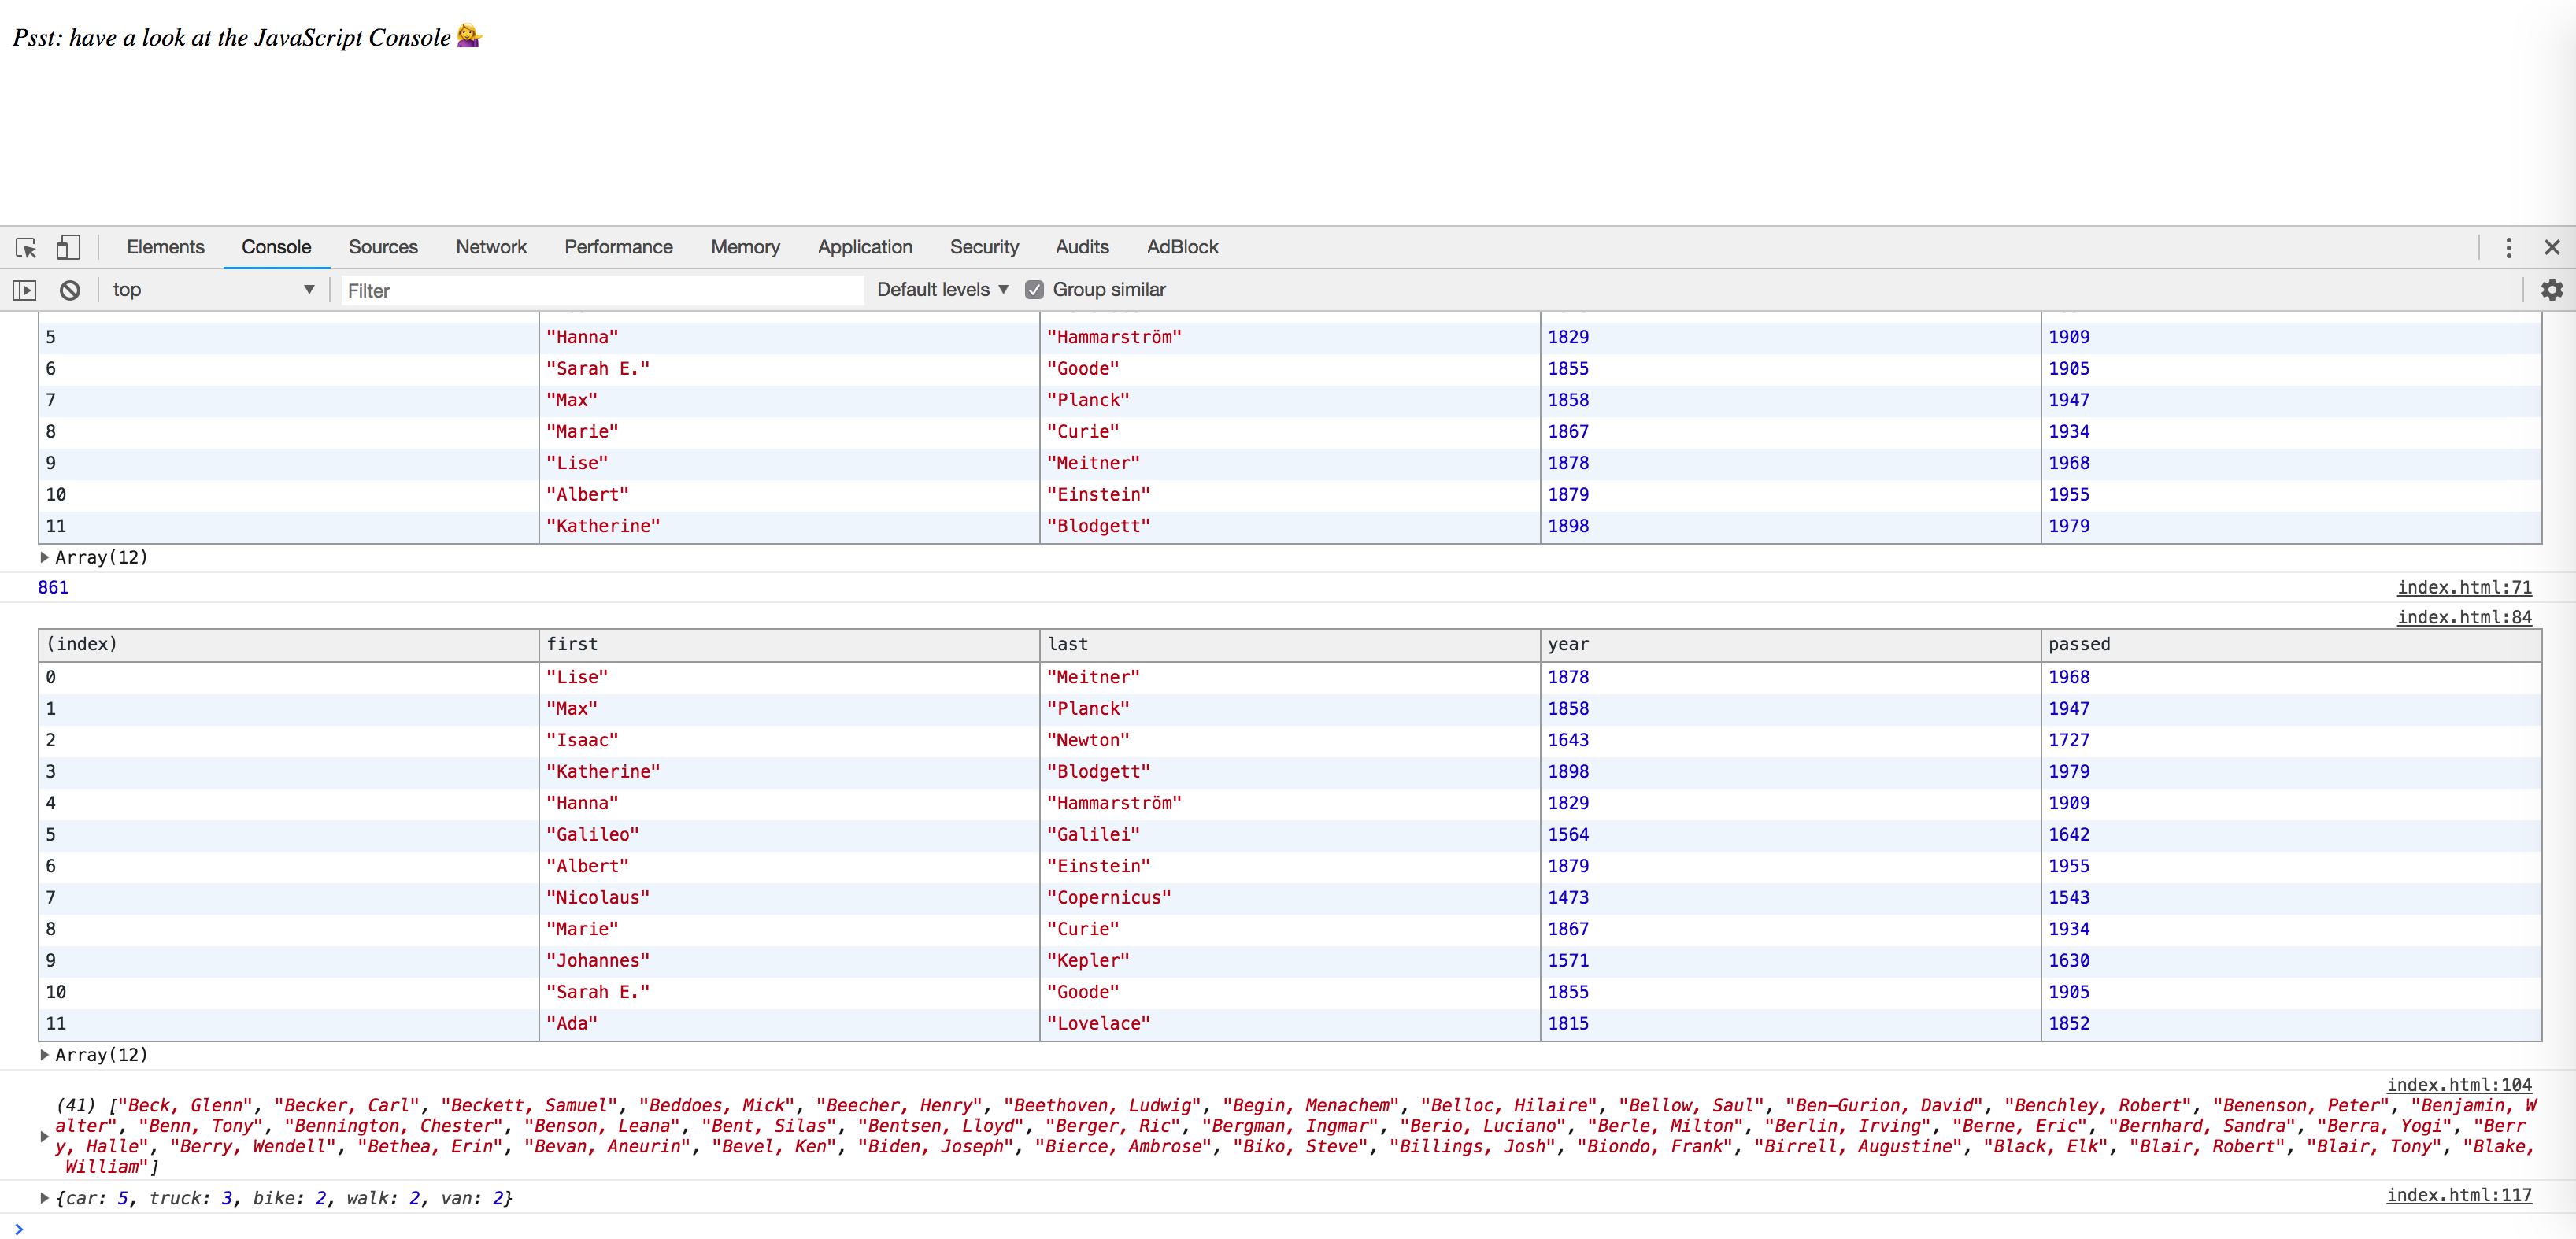 Psst: have a look at the JavaScript Console 💁
Elements Console Sources Network Performance Memory Application Security Audits AdBlock
top Filter Default levels Group similar
5 "Hanna" "Hammarström" 1829 1909
6 "Sarah E." "Goode" 1855 1905
7 "Max" "Planck" 1858 1947
8 "Marie" "Curie" 1867 1934
9 "Lise" "Meitner" 1878 1968
10 "Albert" "Einstein" 1879 1955
11 "Katherine" "Blodgett" 1898 1979
Array(12)
861 index.html:71
index.html:84
(index) first last year passed
0 "Lise" "Meitner" 1878 1968
1 "Max" "Planck" 1858 1947
2 "Isaac" "Newton" 1643 1727
3 "Katherine" "Blodgett" 1898 1979
4 "Hanna" "Hammarström" 1829 1909
5 "Galileo" "Galilei" 1564 1642
6 "Albert" "Einstein" 1879 1955
7 "Nicolaus" "Copernicus" 1473 1543
8 "Marie" "Curie" 1867 1934
9 "Johannes" "Kepler" 1571 1630
10 "Sarah E." "Goode" 1855 1905
11 "Ada" "Lovelace" 1815 1852
Array(12)
index.html:104
(41) ["Beck, Glenn", "Becker, Carl", "Beckett, Samuel", "Beddoes, Mick", "Beecher, Henry", "Beethoven, Ludwig", "Begin, Menachem", "Belloc, Hilaire", "Bellow, Saul", "Ben-Gurion, David", "Benchley, Robert", "Benenson, Peter", "Benjamin, W
alter", "Benn, Tony", "Bennington, Chester", "Benson, Leana", "Bent, Silas", "Bentsen, Lloyd", "Berger, Ric", "Bergman, Ingmar", "Berio, Luciano", "Berle, Milton", "Berlin, Irving", "Berne, Eric", "Bernhard, Sandra", "Berra, Yogi", "Berr
y, Halle", "Berry, Wendell", "Bethea, Erin", "Bevan, Aneurin", "Bevel, Ken", "Biden, Joseph", "Bierce, Ambrose", "Biko, Steve", "Billings, Josh", "Biondo, Frank", "Birrell, Augustine", "Black, Elk", "Blair, Robert", "Blair, Tony", "Blake,
William"]
{car: 5, truck: 3, bike: 2, walk: 2, van: 2} index.html:117